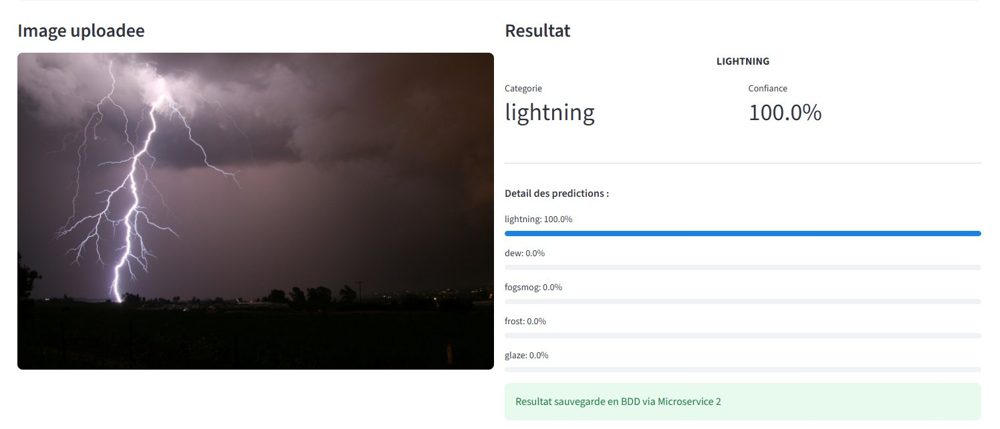 Image uploadee
Resultat
LIGHTNING
Categorie
Confiance
lightning
100.0%
Detail des predictions :
lightning: 100.0%
dew: 0.0%
fogsmog: 0.0%
frost: 0.0%
glaze: 0.0%
Resultat sauvegarde en BDD via Microservice 2